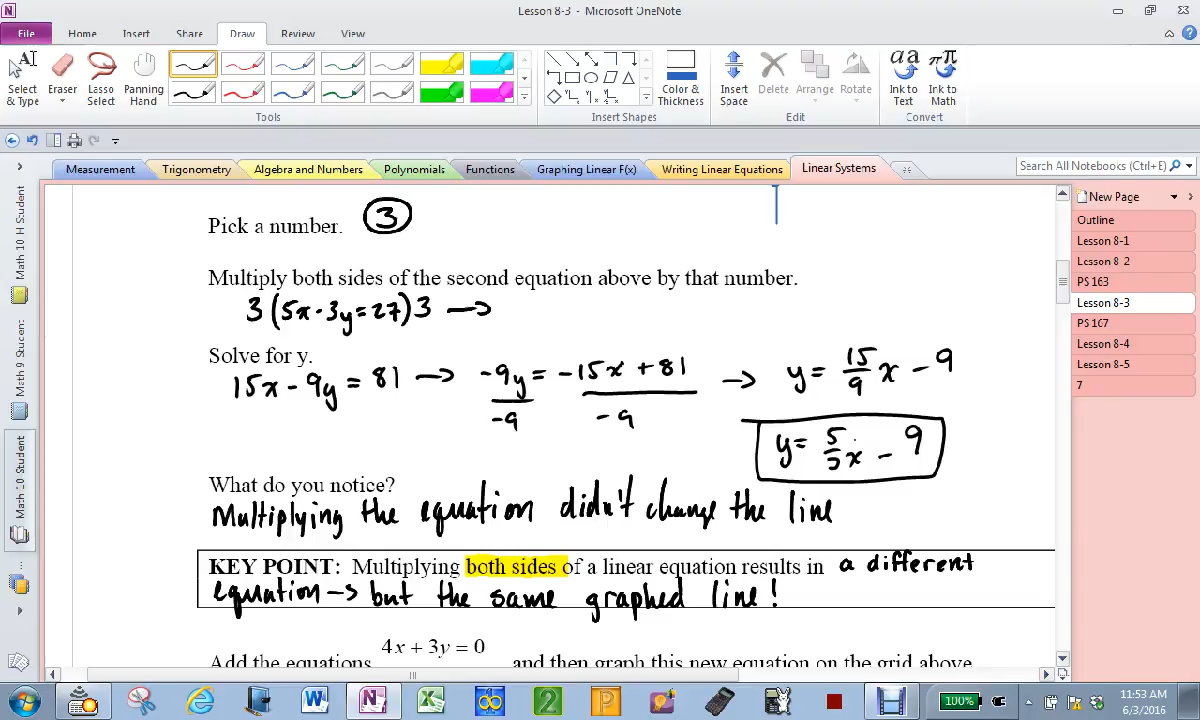 Lesson 8-3 - Microsoft OneNote
File Home Insert Share Draw Review View
Select & Type
Eraser
Lasso Select
Panning Hand
Color & Thickness
Insert Space
Delete
Arrange
Rotate
Ink to Text
Ink to Math
Tools
Insert Shapes
Edit
Convert
Measurement Trigonometry Algebra and Numbers Polynomials Functions Graphing Linear F(x) Writing Linear Equations Linear Systems
Search All Notebooks (Ctrl+E)
Math 10 H Student
Math 9 Student
Math 10 Student
New Page
Outline
Lesson 8-1
Lesson 8-2
PS 163
Lesson 8-3
PS 167
Lesson 8-4
Lesson 8-5
7
Pick a number. 3
Multiply both sides of the second equation above by that number.
3(5x-3y=27)3 →
Solve for y.
15x - 9y = 81 → -9y/-9 = -15x + 81/-9 → y = 15/9 x - 9
y = 5/3 x - 9
What do you notice?
Multiplying the equation didn't change the line
KEY POINT: Multiplying both sides of a linear equation results in a different
equation → but the same graphed line!
4x + 3y = 0
Add the equations and then graph this new equation on the grid above
100%
11:53 AM
6/3/2016